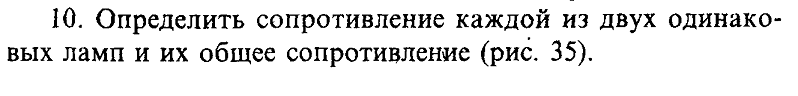 10. Определить сопротивление каждой из двух одинако-
вых ламп и их общее сопротивление (рис. 35).